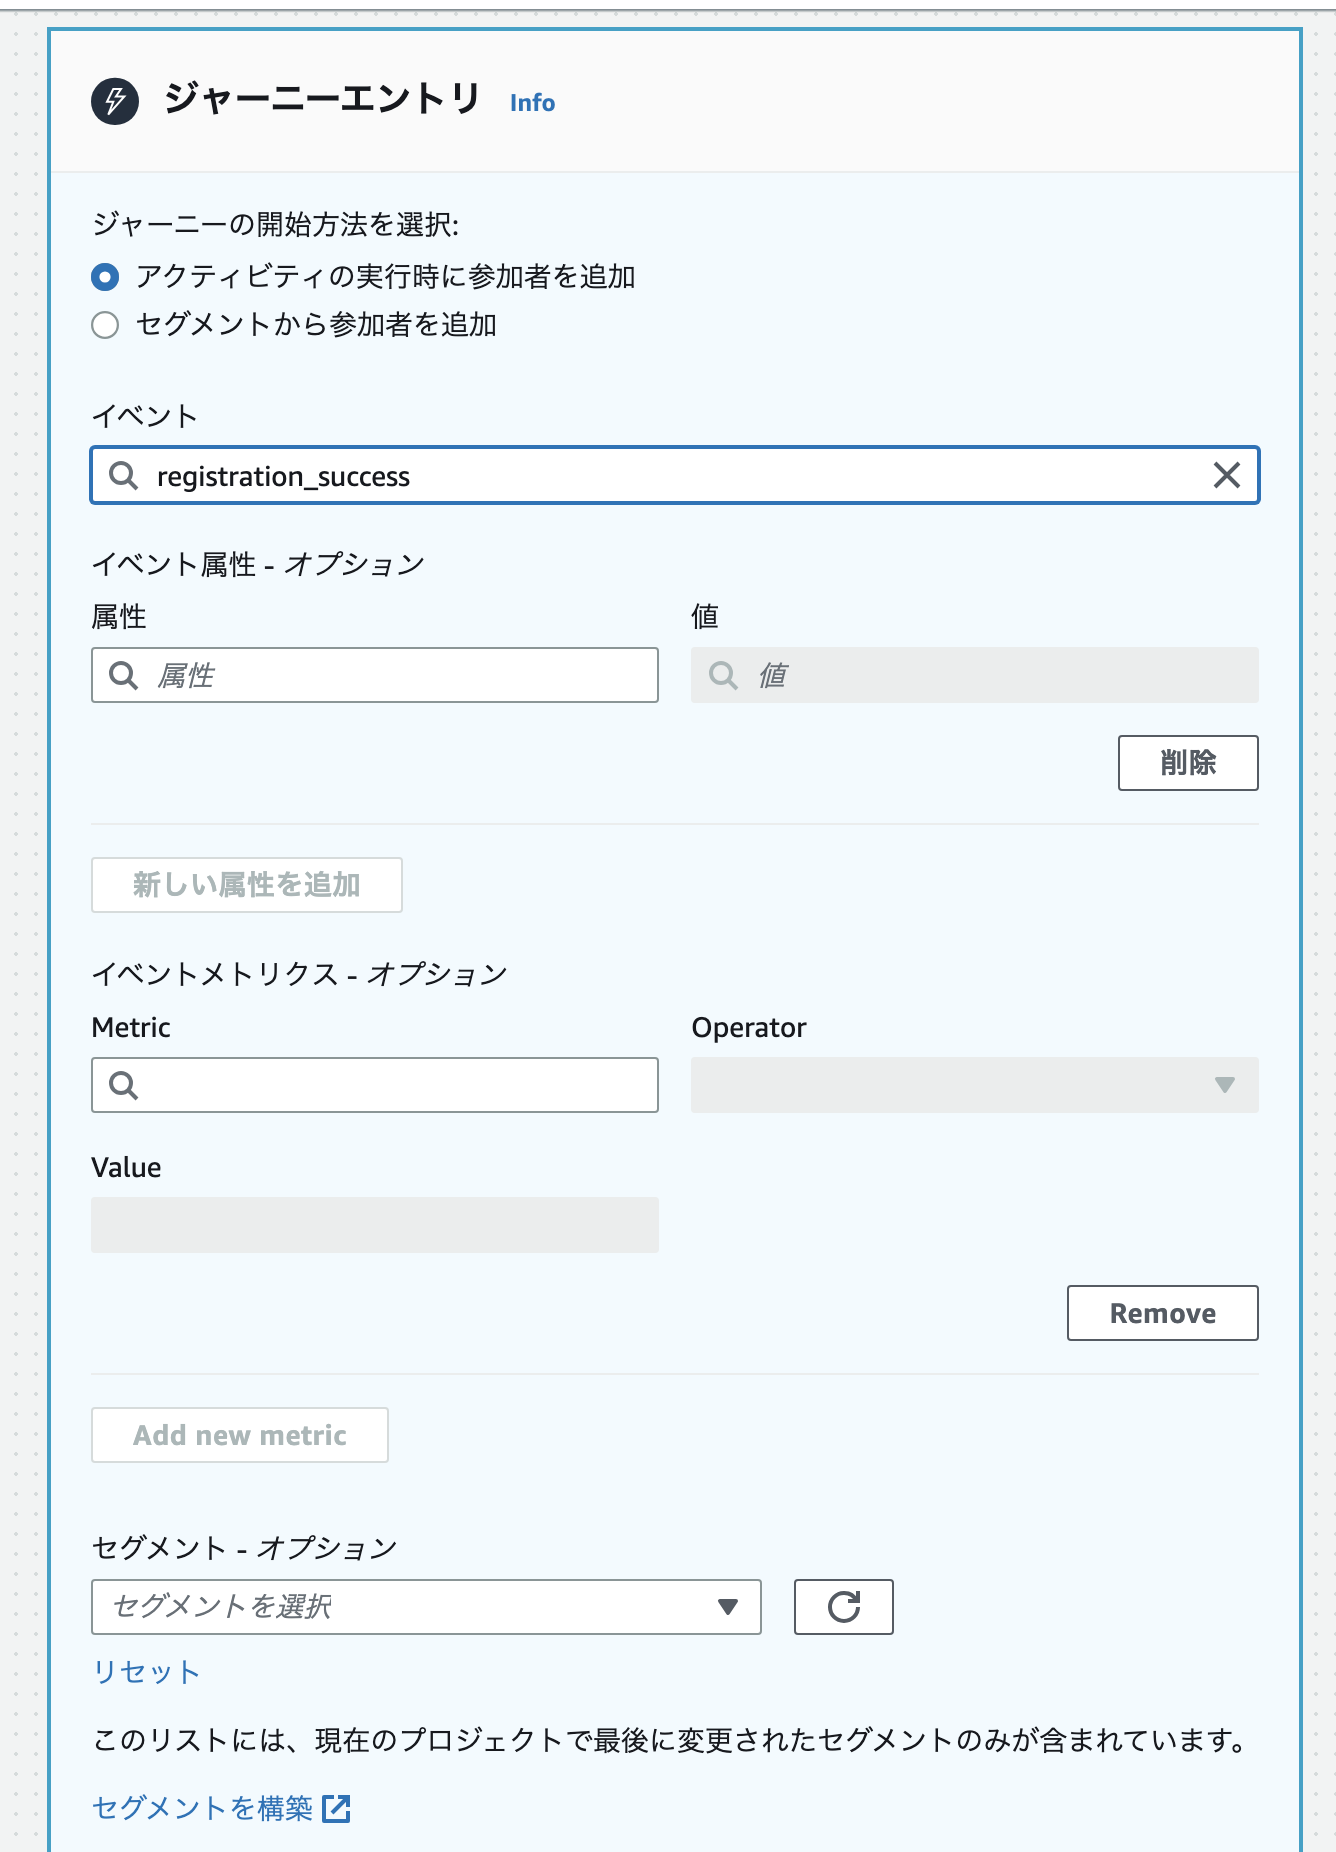 ジャーニーエントリ Info
ジャーニーの開始方法を選択:
アクティビティの実行時に参加者を追加
セグメントから参加者を追加
イベント
registration_success
イベント属性 - オプション
属性 値
属性 値
削除
新しい属性を追加
イベントメトリクス - オプション
Metric Operator
Value
Remove
Add new metric
セグメント - オプション
セグメントを選択
リセット
このリストには、現在のプロジェクトで最後に変更されたセグメントのみが含まれています。
セグメントを構築